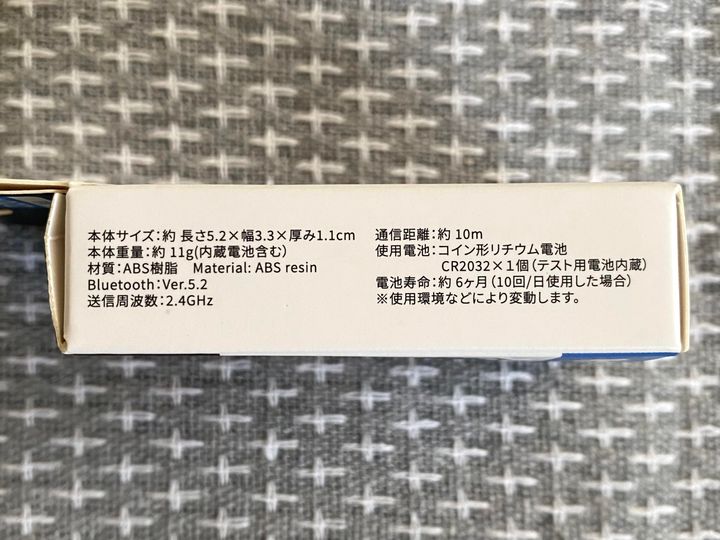 本体サイズ:約 長さ5.2×幅3.3×厚み1.1cm
本体重量:約 11g(内蔵電池含む)
材質:ABS樹脂 Material: ABS resin
Bluetooth:Ver.5.2
送信周波数:2.4GHz
通信距離:約 10m
使用電池:コイン形リチウム電池
CR2032×1個(テスト用電池内蔵)
電池寿命:約 6ヶ月(10回/日使用した場合)
※使用環境などにより変動します。